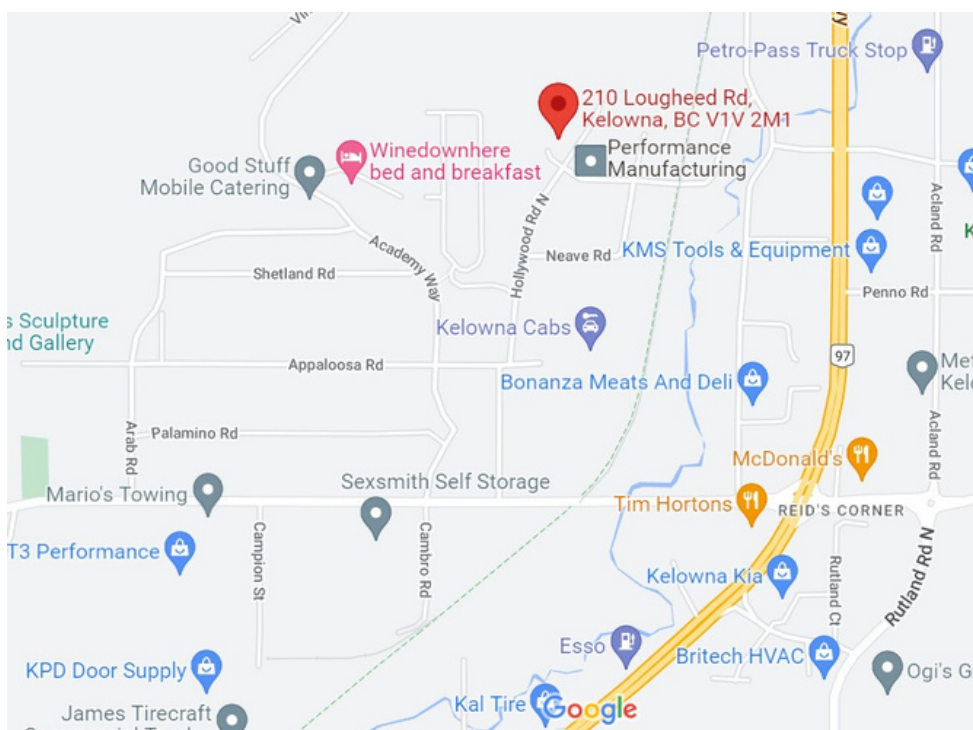 Petro-Pass Truck Stop
210 Lougheed Rd,
Kelowna, BC V1V 2M1
Performance
Manufacturing
Winedownhere
bed and breakfast
Good Stuff
Mobile Catering
Academy Way
Hollywood Rd N
Neave Rd
KMS Tools & Equipment
Acland Rd
Shetland Rd
Penno Rd
s Sculpture
nd Gallery
Kelowna Cabs
97
Appaloosa Rd
Bonanza Meats And Deli
Arab Rd
Palamino Rd
Acland Rd
McDonald's
Mario's Towing
Sexsmith Self Storage
Tim Hortons
REID'S CORNER
T3 Performance
Campion St
Cambro Rd
Kelowna Kia
Rutland Ct
Rutland Rd N
Esso
Britech HVAC
KPD Door Supply
Ogi's G
Kal Tire
Google
James Tirecraft